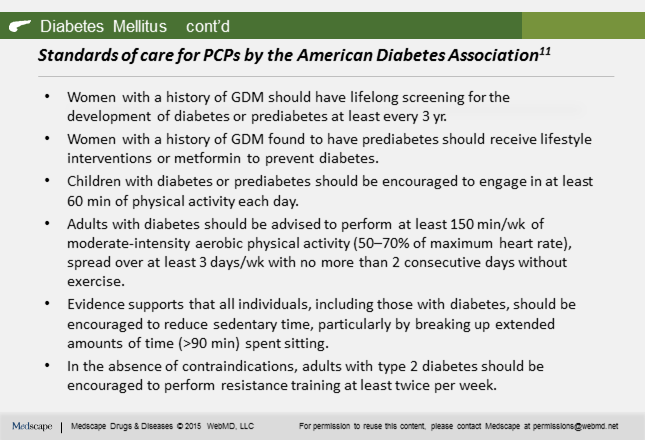 Diabetes Mellitus cont'd
Standards of care for PCPs by the American Diabetes Association11
• Women with a history of GDM should have lifelong screening for the
development of diabetes or prediabetes at least every 3 yr.
• Women with a history of GDM found to have prediabetes should receive lifestyle
interventions or metformin to prevent diabetes.
• Children with diabetes or prediabetes should be encouraged to engage in at least
60 min of physical activity each day.
• Adults with diabetes should be advised to perform at least 150 min/wk of
moderate-intensity aerobic physical activity (50–70% of maximum heart rate),
spread over at least 3 days/wk with no more than 2 consecutive days without
exercise.
• Evidence supports that all individuals, including those with diabetes, should be
encouraged to reduce sedentary time, particularly by breaking up extended
amounts of time (>90 min) spent sitting.
• In the absence of contraindications, adults with type 2 diabetes should be
encouraged to perform resistance training at least twice per week.
Medscape | Medscape Drugs & Diseases © 2015 WebMD, LLC For permission to reuse this content, please contact Medscape at permissions@webmd.net